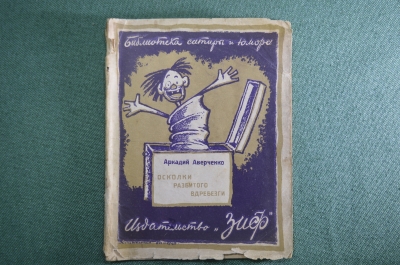 Библиотека сатиры и юмора
Аркадий Аверченко
ОСКОЛКИ
РАЗБИТОГО
ВДРЕБЕЗГИ
Издательство „ЗИФ"